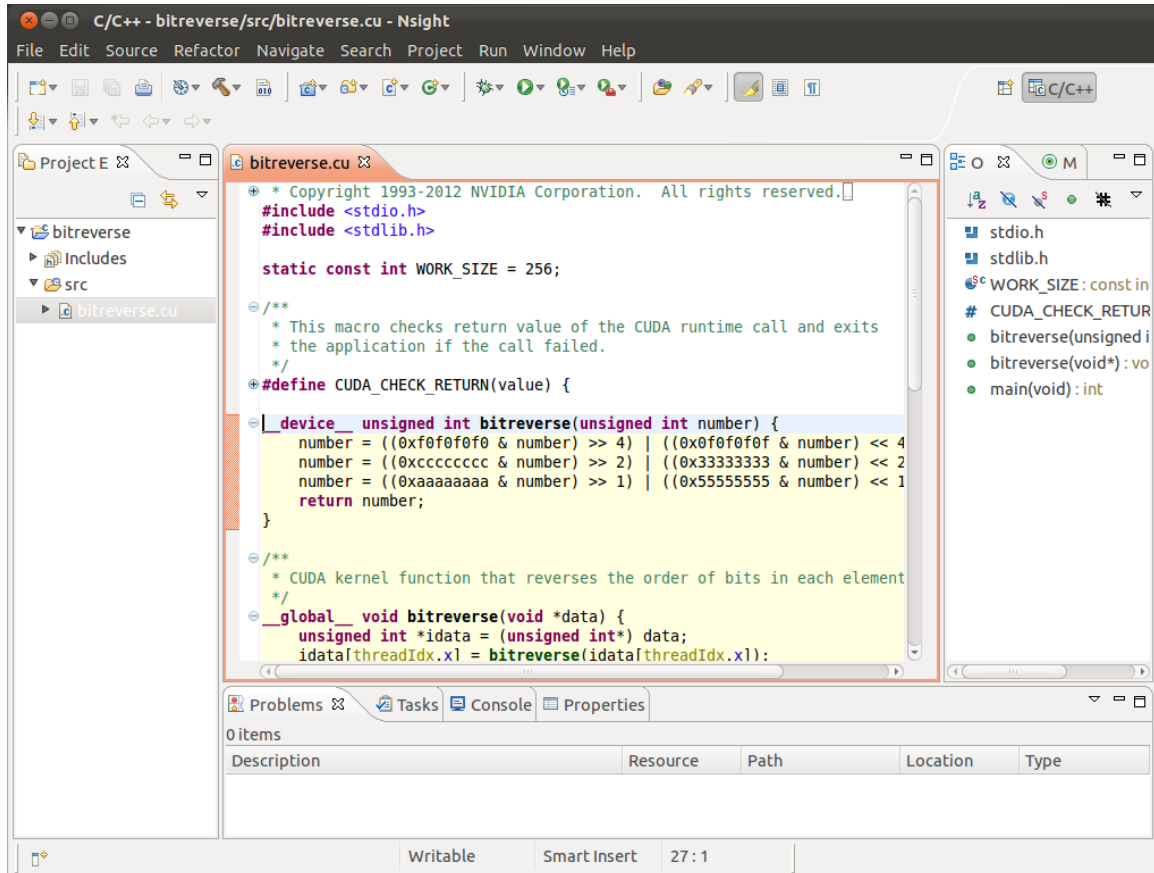 C/C++ - bitreverse/src/bitreverse.cu - Nsight
File Edit Source Refactor Navigate Search Project Run Window Help
C/C++
Project E
bitreverse
Includes
src
bitreverse.cu
bitreverse.cu
* Copyright 1993-2012 NVIDIA Corporation.  All rights reserved.
#include <stdio.h>
#include <stdlib.h>
static const int WORK_SIZE = 256;
/**
* This macro checks return value of the CUDA runtime call and exits
* the application if the call failed.
*/
#define CUDA_CHECK_RETURN(value) {
__device__ unsigned int bitreverse(unsigned int number) {
number = ((0xf0f0f0f0 & number) >> 4) | ((0x0f0f0f0f & number) << 4
number = ((0xcccccccc & number) >> 2) | ((0x33333333 & number) << 2
number = ((0xaaaaaaaa & number) >> 1) | ((0x55555555 & number) << 1
return number;
}
/**
* CUDA kernel function that reverses the order of bits in each element
*/
__global__ void bitreverse(void *data) {
unsigned int *idata = (unsigned int*) data;
idata[threadIdx.x] = bitreverse(idata[threadIdx.x]);
O
M
stdio.h
stdlib.h
WORK_SIZE : const in
# CUDA_CHECK_RETUR
bitreverse(unsigned i
bitreverse(void*) : vo
main(void) : int
Problems Tasks Console Properties
0 items
Description Resource Path Location Type
Writable Smart Insert 27 : 1